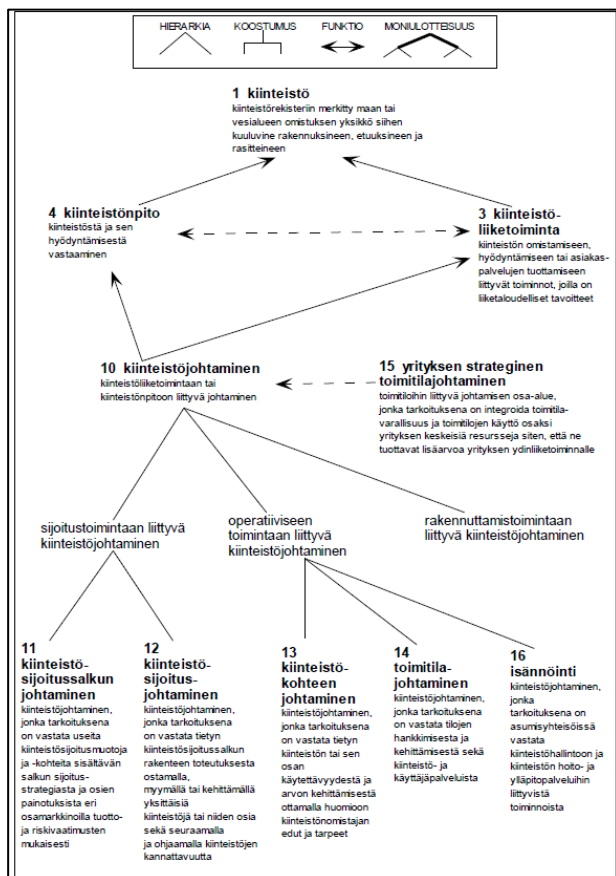 HIERARKIA KOOSTUMUS FUNKTIO MONIULOTTEISUUS
1 kiinteistö
kiinteistörekisteriin merkitty maan tai
vesialueen omistuksen yksikkö siihen
kuuluvine rakennuksineen, etuuksineen ja
rasitteineen
4 kiinteistönpito
kiinteistöstä ja sen
hyödyntämisestä
vastaaminen
3 kiinteistö-
liiketoiminta
kiinteistön omistamiseen,
hyödyntämiseen tai asiakas-
palvelujen tuottamiseen
liittyvät toiminnot, joilla on
liiketaloudelliset tavoitteet
10 kiinteistöjohtaminen
kiinteistöliiketoimintaan tai
kiinteistönpitoon liittyvä johtaminen
15 yrityksen strateginen
toimitilajohtaminen
toimitiloihin liittyvä johtamisen osa-alue,
jonka tarkoituksena on integroida toimitila-
varallisuus ja toimitilojen käyttö osaksi
yrityksen keskeisiä resursseja siten, että ne
tuottavat lisäarvoa yrityksen ydinliiketoiminnalle
sijoitustoimintaan liittyvä
kiinteistöjohtaminen
operatiiviseen
toimintaan liittyvä
kiinteistöjohtaminen
rakennuttamistoimintaan
liittyvä kiinteistöjohtaminen
11
kiinteistö-
sijoitussalkun
johtaminen
kiinteistöjohtaminen,
jonka tarkoituksena
on vastata useita
kiinteistösijoitusmuotoja
ja -kohteita sisältävän
salkun sijoitus-
strategiasta ja osien
painotuksista eri
osamarkkinoilla tuotto-
ja riskivaatimusten
mukaisesti
12
kiinteistö-
sijoitus-
johtaminen
kiinteistöjohtaminen,
jonka tarkoituksena
on vastata tietyn
kiinteistösijoitussalkun
rakenteen toteutuksesta
ostamalla,
myymällä tai kehittämällä
yksittäisiä
kiinteistöjä tai niiden osia
sekä seuraamalla
ja ohjaamalla kiinteistöjen
kannattavuutta
13
kiinteistö-
kohteen
johtaminen
kiinteistöjohtaminen,
jonka tarkoituksena
on vastata tietyn
kiinteistön tai sen
osan
käytettävyydestä ja
arvon kehittämisestä
ottamalla huomioon
kiinteistönomistajan
edut ja tarpeet
14
toimitila-
johtaminen
kiinteistöjohtaminen,
jonka tarkoituksena
on vastata tilojen
hankkimisesta ja
kehittämisestä sekä
kiinteistö- ja
käyttäjäpalveluista
16
isännöinti
kiinteistöjohtaminen,
jonka
tarkoituksena on
asumisyhteisöissä
vastata
kiinteistöhallintoon ja
kiinteistön hoito- ja
ylläpitopalveluihin
liittyvistä
toiminnoista